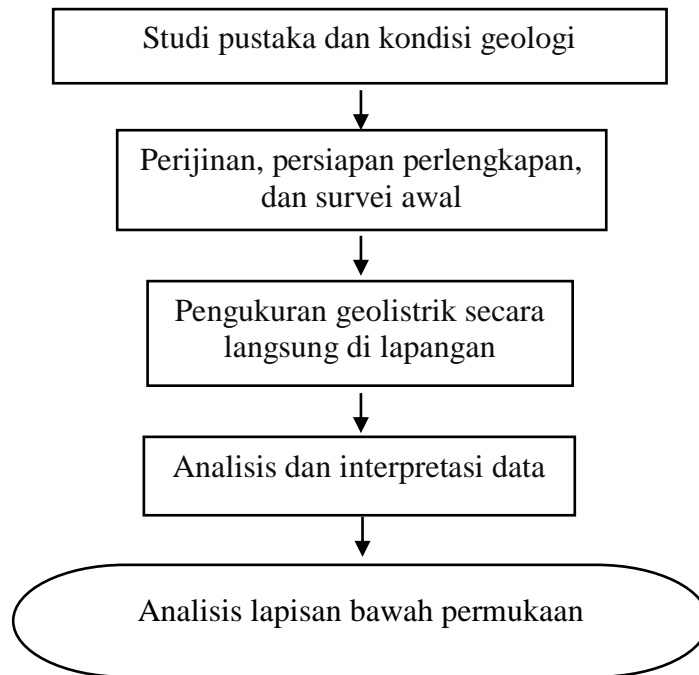 Studi pustaka dan kondisi geologi
Perijinan, persiapan perlengkapan,
dan survei awal
Pengukuran geolistrik secara
langsung di lapangan
Analisis dan interpretasi data
Analisis lapisan bawah permukaan